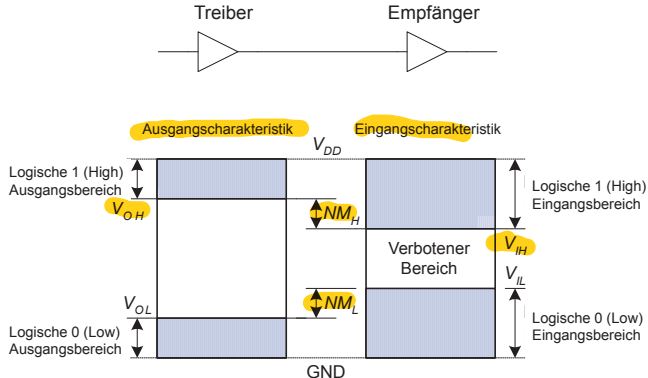 Treiber
Empfänger
Ausgangscharakteristik
Eingangscharakteristik
V_DD
Logische 1 (High)
Ausgangsbereich
V_OH
NM_H
Logische 1 (High)
Eingangsbereich
Verbotener
Bereich
V_IH
V_IL
V_OL
NM_L
Logische 0 (Low)
Ausgangsbereich
Logische 0 (Low)
Eingangsbereich
GND